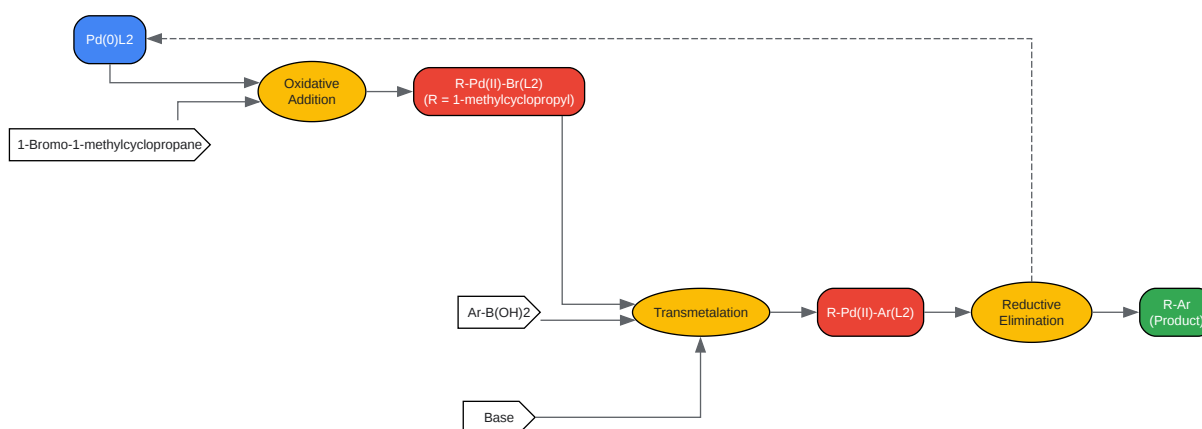 Pd(0)L2
Oxidative
Addition
R-Pd(II)-Br(L2)
(R = 1-methylcyclopropyl)
1-Bromo-1-methylcyclopropane
Ar-B(OH)2
Transmetalation
R-Pd(II)-Ar(L2)
Reductive
Elimination
R-Ar
(Product)
Base